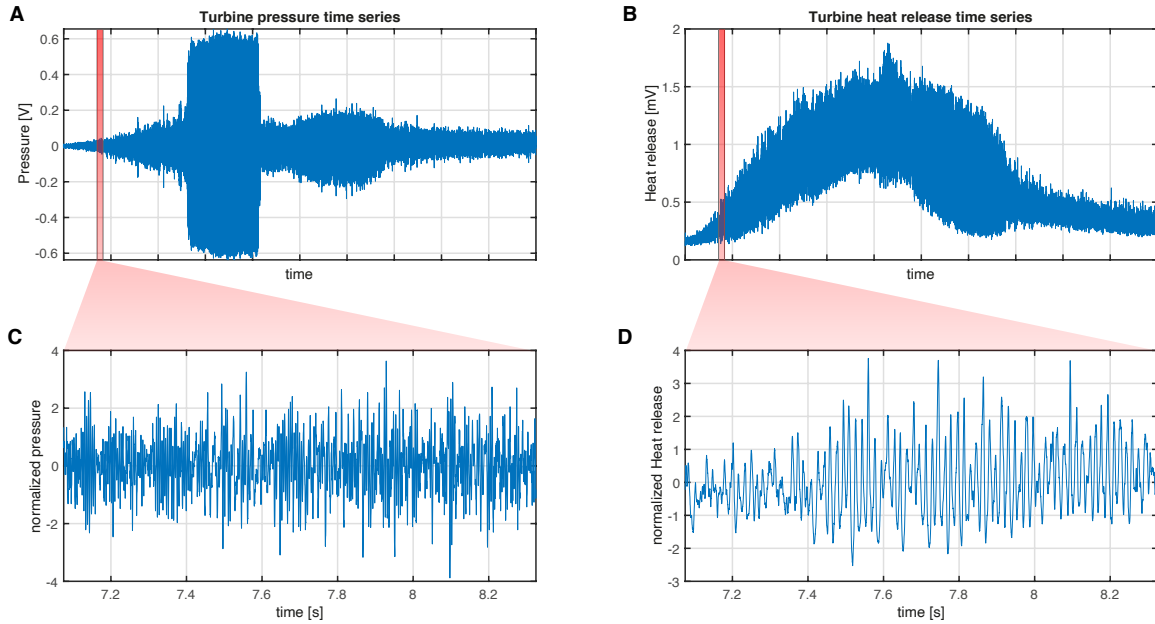 A
Turbine pressure time series
Pressure [V]
0.6
0.4
0.2
0
-0.2
-0.4
-0.6
time
B
Turbine heat release time series
Heat release [mV]
2
1.5
1
0.5
0
time
C
normalized pressure
4
2
0
-2
-4
7.2
7.4
7.6
7.8
8
8.2
time [s]
D
normalized Heat release
4
3
2
1
0
-1
-2
-3
7.2
7.4
7.6
7.8
8
8.2
time [s]